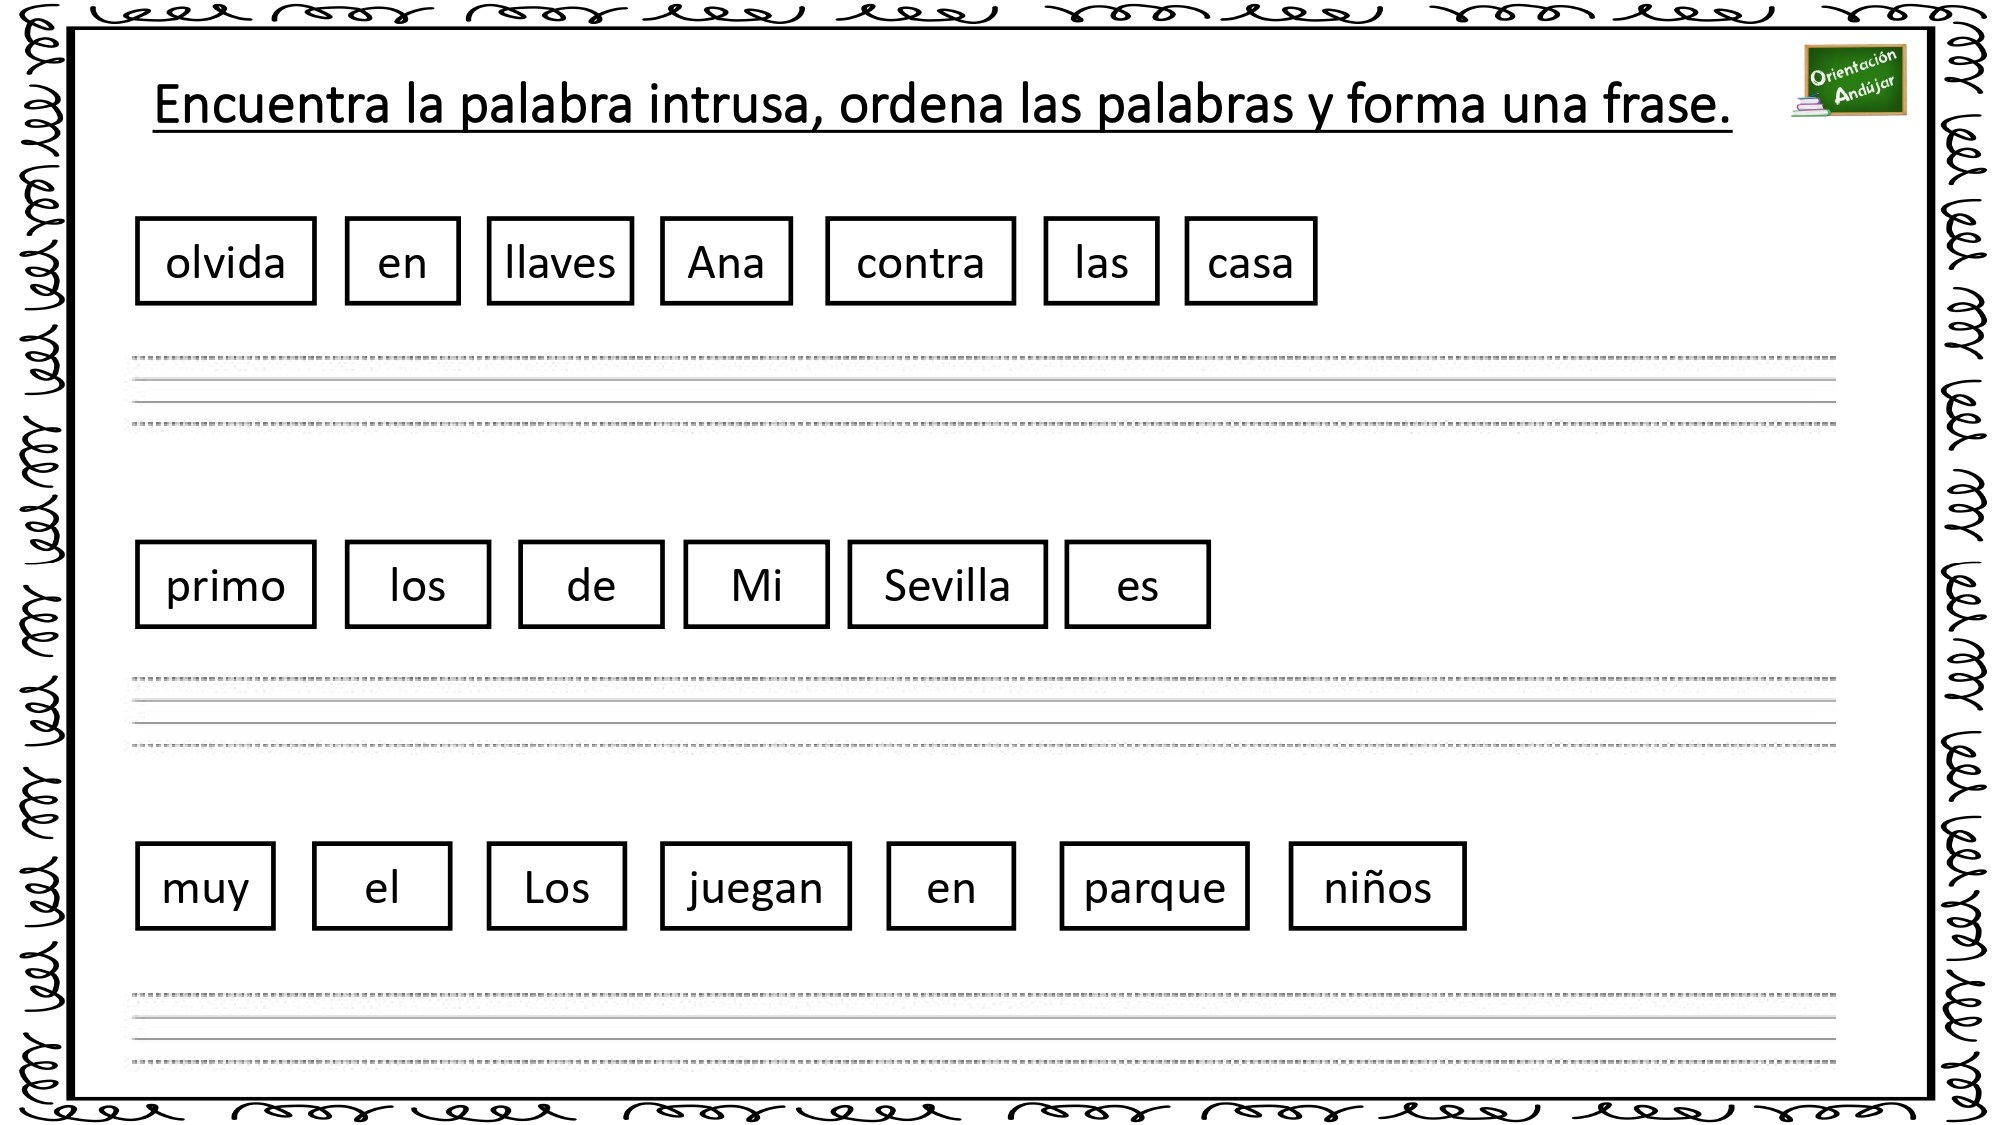 Orientación
Andújar
Encuentra la palabra intrusa, ordena las palabras y forma una frase.
olvida en llaves Ana contra las casa
primo los de Mi Sevilla es
muy el Los juegan en parque niños